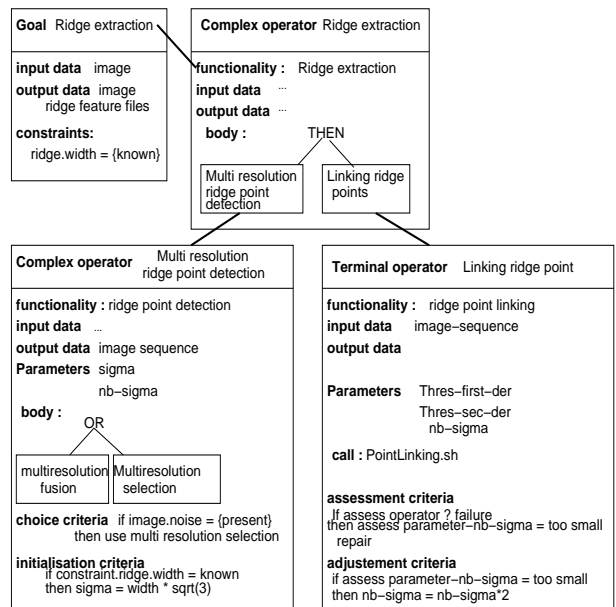 Goal Ridge extraction
input data image
output data image
ridge feature files
constraints:
ridge.width = {known}
Complex operator Ridge extraction
functionality : Ridge extraction
input data ...
output data ...
body :
THEN
Multi resolution
ridge point
detection
Linking ridge
points
Complex operator Multi resolution
ridge point detection
functionality : ridge point detection
input data ...
output data image sequence
Parameters sigma
nb−sigma
body :
OR
multiresolution
fusion
Multiresolution
selection
choice criteria if image.noise = {present}
then use multi resolution selection
initialisation criteria
if constraint.ridge.width = known
then sigma = width * sqrt(3)
Terminal operator Linking ridge point
functionality : ridge point linking
input data image−sequence
output data
Parameters Thres−first−der
Thres−sec−der
nb−sigma
call : PointLinking.sh
assessment criteria
If assess operator ? failure
then assess parameter−nb−sigma = too small
repair
adjustement criteria
if assess parameter−nb−sigma = too small
then nb−sigma = nb−sigma*2